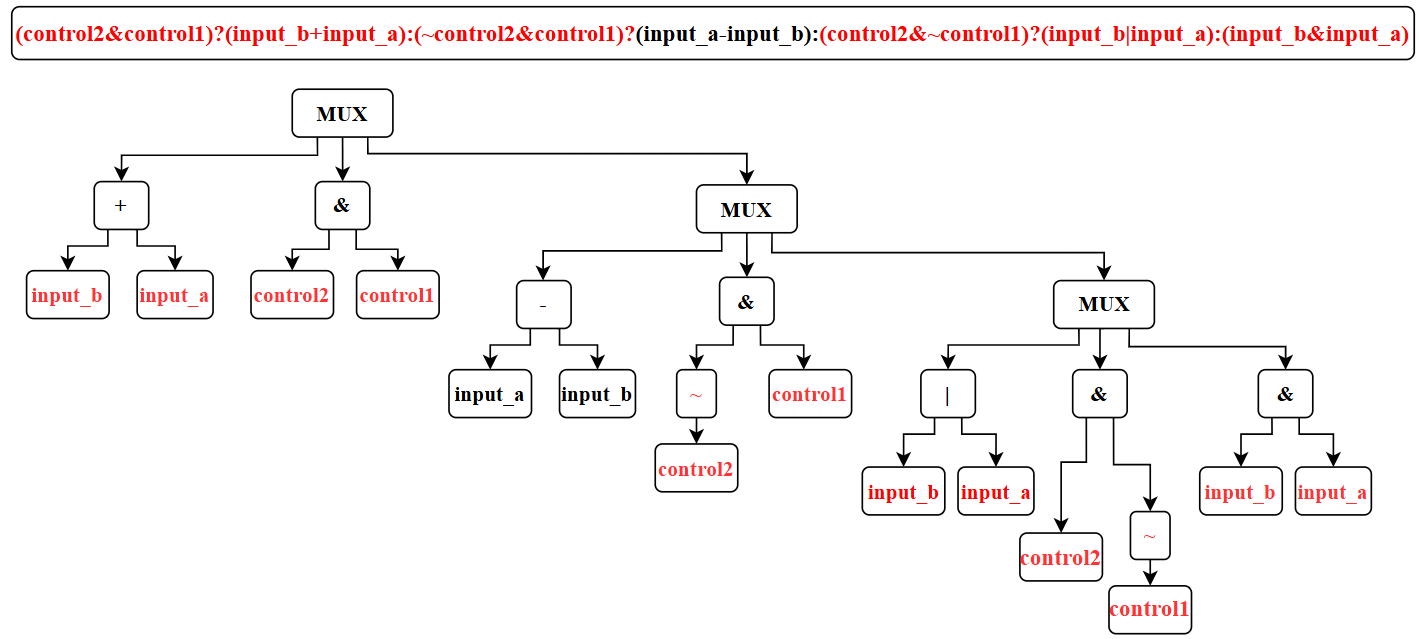 (control2&control1)?(input_b+input_a):(~control2&control1)?(input_a-input_b):(control2&~control1)?(input_b|input_a):(input_b&input_a)
MUX
+
&
MUX
input_b
input_a
control2
control1
-
&
MUX
input_a
input_b
~
control1
|
&
&
control2
input_b
input_a
input_b
input_a
control2
~
control1